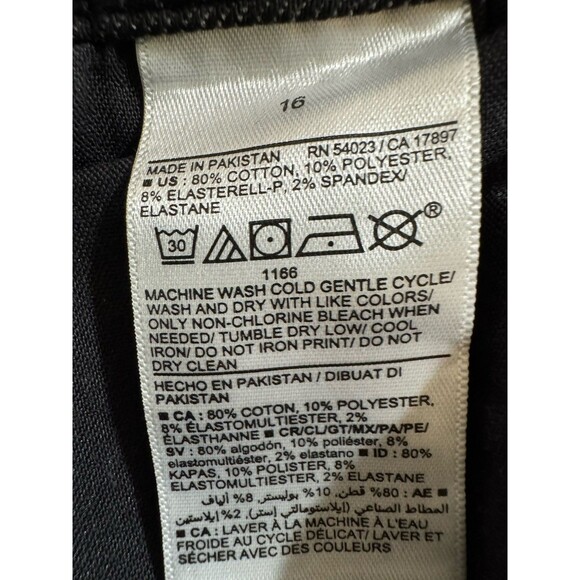 16
MADE IN PAKISTAN RN 54023 / CA 17897
■ US : 80% COTTON, 10% POLYESTER,
8% ELASTERELL-P, 2% SPANDEX/
ELASTANE
30 ®
1166
MACHINE WASH COLD GENTLE CYCLE/
WASH AND DRY WITH LIKE COLORS/
ONLY NON-CHLORINE BLEACH WHEN
NEEDED/ TUMBLE DRY LOW/ COOL
IRON/ DO NOT IRON PRINT/ DO NOT
DRY CLEAN
HECHO EN PAKISTAN / DIBUAT DI
PAKISTAN
■ CA : 80% COTTON, 10% POLYESTER,
8% ÉLASTOMULTIESTER, 2%
ÉLASTHANNE ■ CR/CL/GT/MX/PA/PE/
SV : 80% algodón, 10% poliéster, 8%
elastomultiéster, 2% elastano ■ ID : 80%
KAPAS, 10% POLISTER, 8%
ELASTOMULTIESTER, 2% ELASTANE
■ AE : 80% قطن, 10% بوليستر, 8% ألياف
المطاط الصناعي (إيلاستومالتي إستر), 2% إيلاستين
■ CA : LAVER À LA MACHINE À L'EAU
FROIDE AU CYCLE DÉLICAT/ LAVER ET
SÉCHER AVEC DES COULEURS